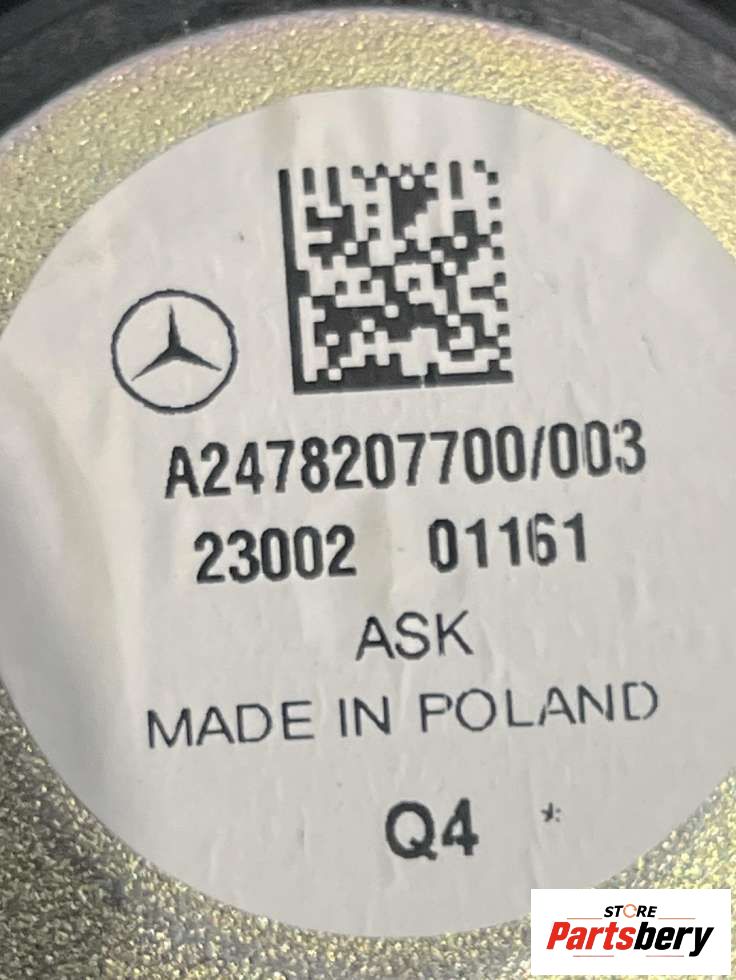 A2478207700/003
23002 01161
ASK
MADE IN POLAND
Q4
STORE
Partsbery